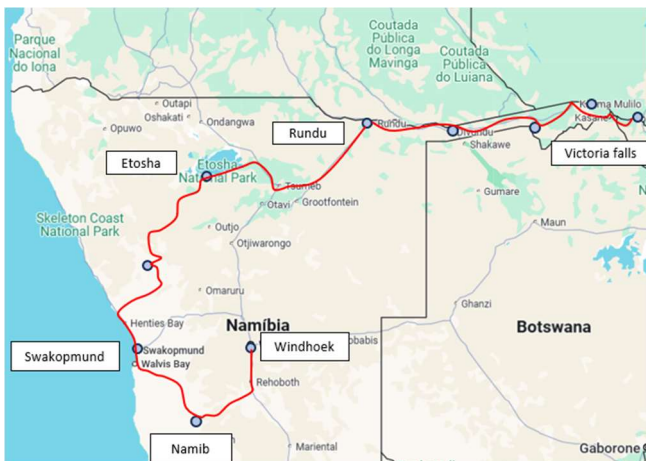 Parque
Nacional
do Iona
Coutada
Pública
do Longa
Mavinga
Coutada
Pública
do Luiana
Outapi
Oshakati
Ondangwa
Opuwo
Rundu
Rundu
Katima Mulilo
Kasane
Victoria falls
Shakawe
Etosha
Etosha
National Park
Tsumeb
Otavi
Grootfontein
Gumare
Maun
Skeleton Coast
National Park
Outjo
Otjiwarongo
Omaruru
Ghanzi
Henties Bay
Namíbia
Botswana
Swakopmund
Swakopmund
Walvis Bay
Windhoek
obabis
Rehoboth
Namib
Mariental
Gaborone